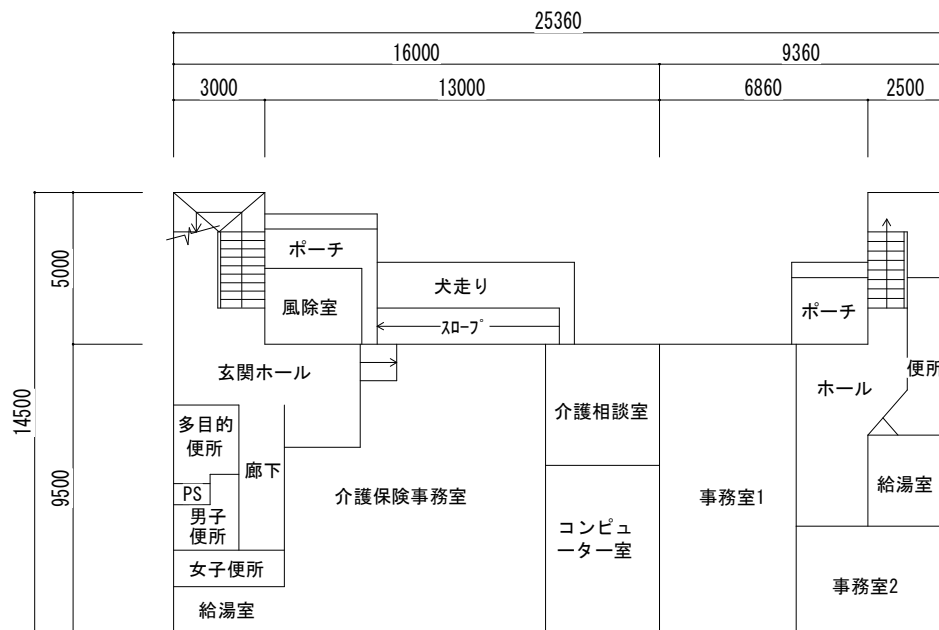 25360
16000
9360
3000
13000
6860
2500
14500
5000
9500
ポーチ
風除室
犬走り
ｽﾛｰﾌﾟ
ポーチ
玄関ホール
ホール
便所
多目的
便所
廊下
介護相談室
PS
男子
便所
介護保険事務室
事務室1
給湯室
コンピュ
ーター室
女子便所
給湯室
事務室2